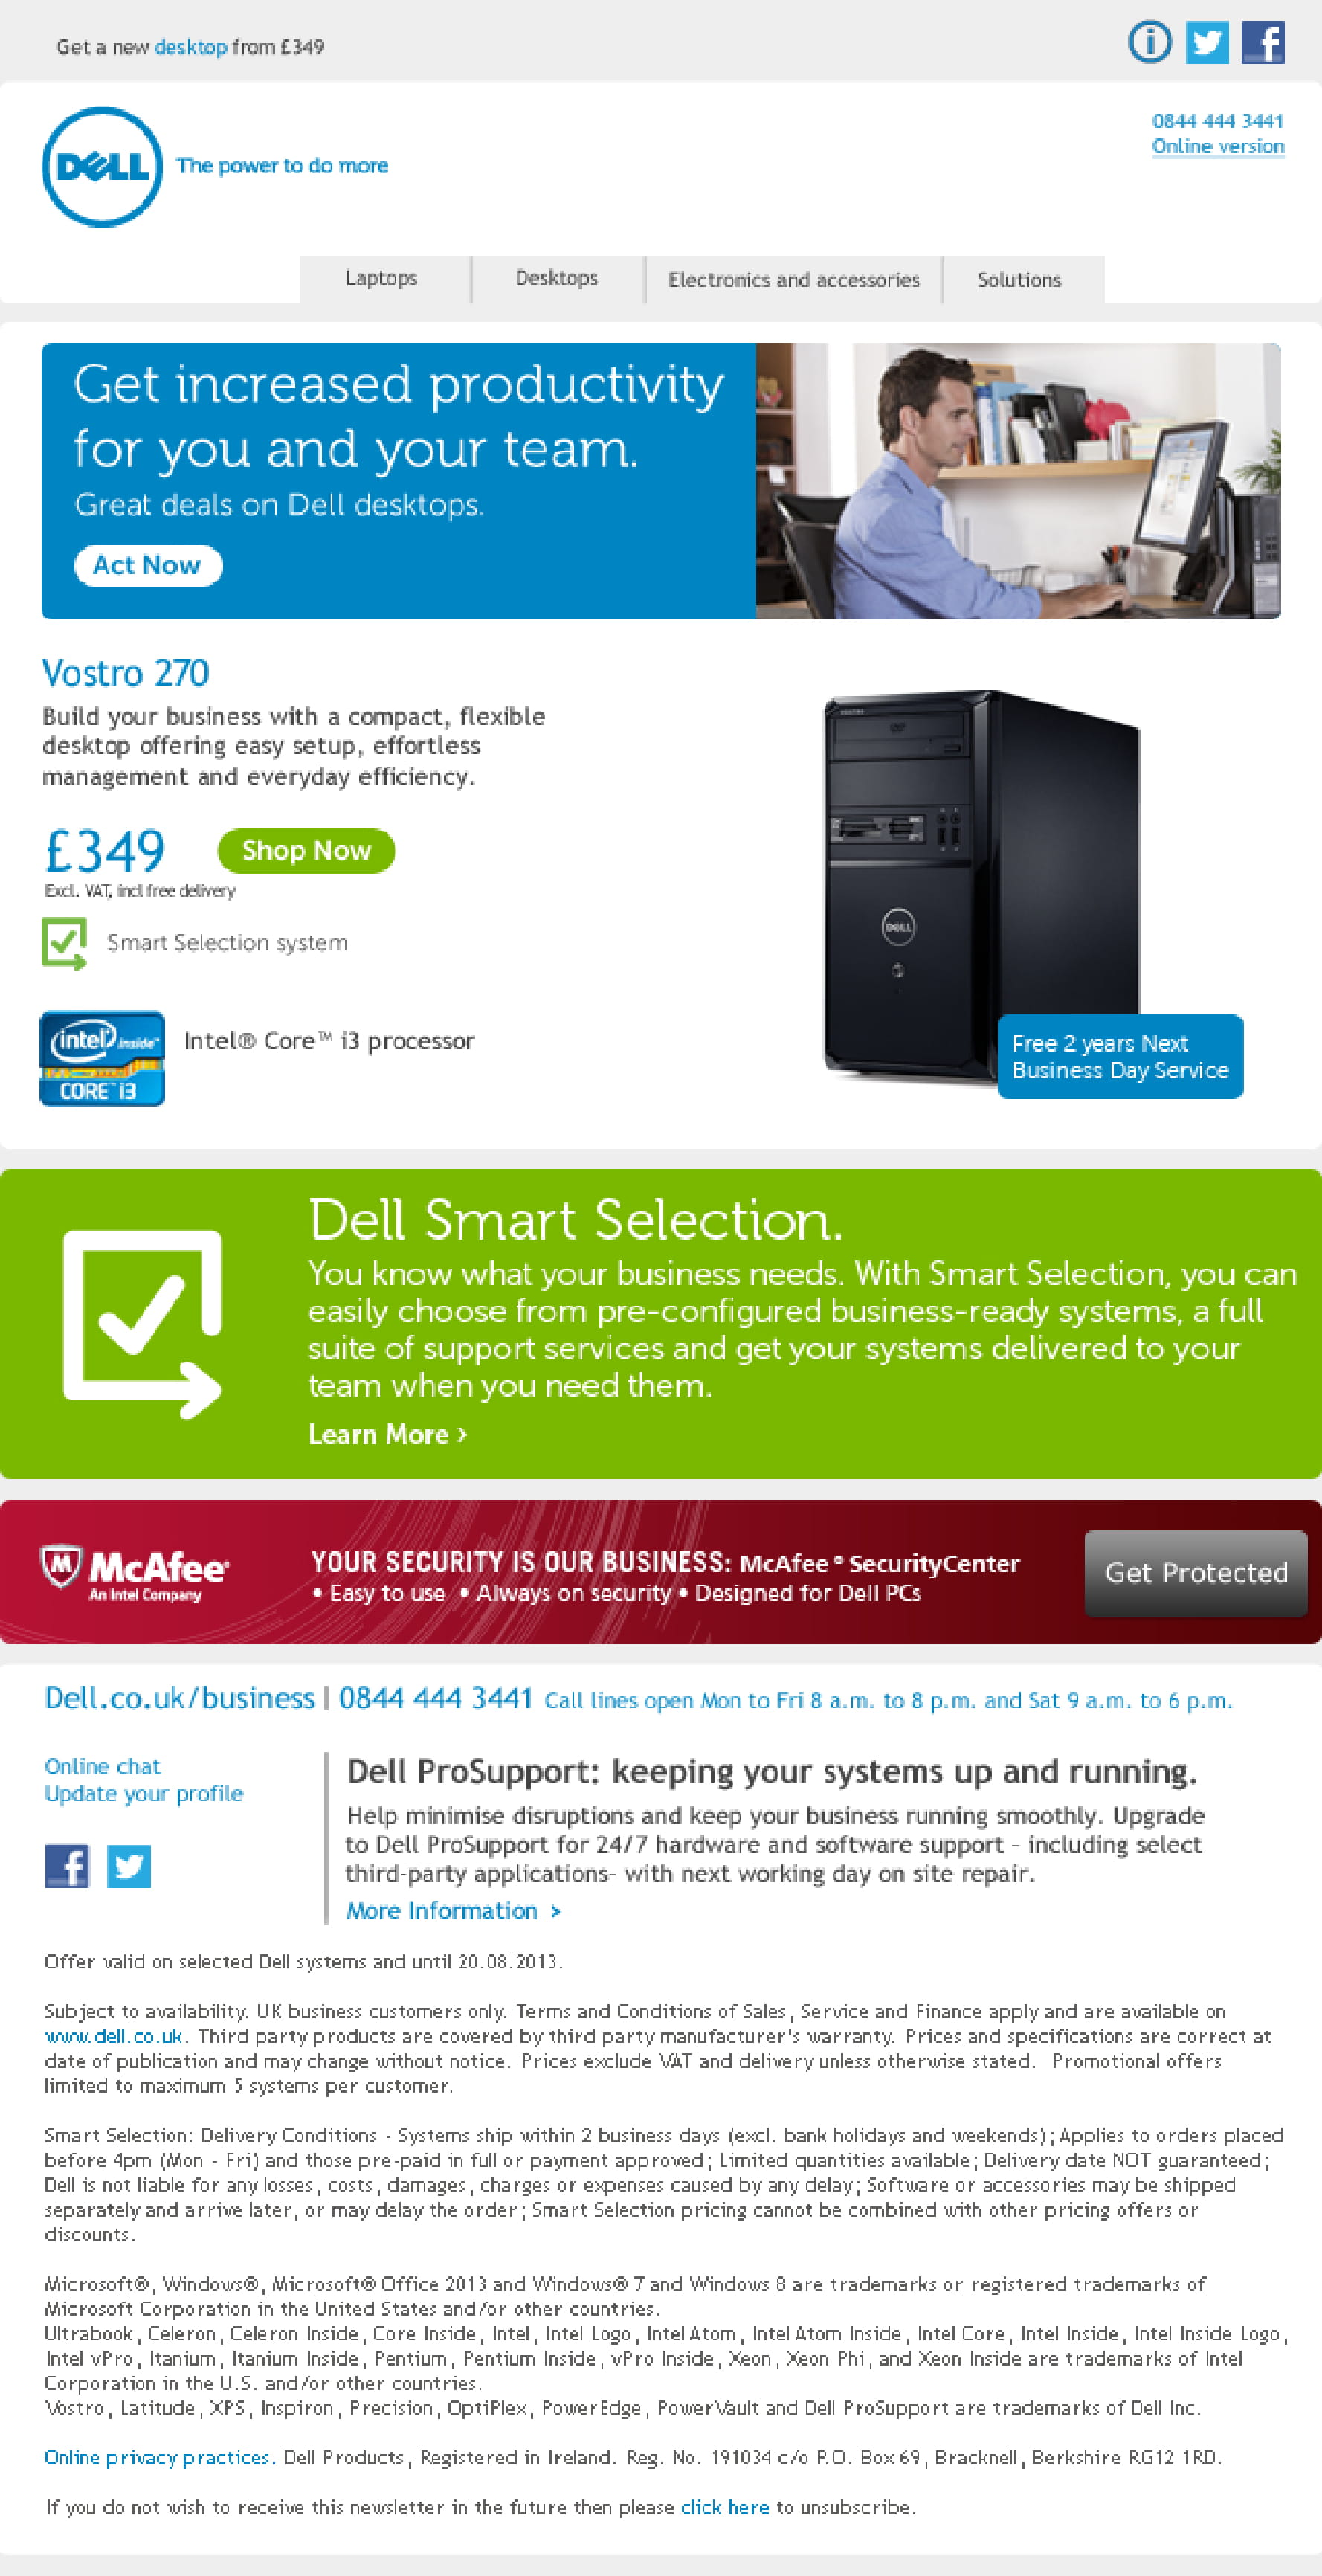 Get a new desktop from £349
0844 444 3441
Online version
DELL
The power to do more
Laptops
Desktops
Electronics and accessories
Solutions
Get increased productivity
for you and your team.
Great deals on Dell desktops.
Act Now
Vostro 270
Build your business with a compact, flexible
desktop offering easy setup, effortless
management and everyday efficiency.
£349
Shop Now
Excl. VAT, incl free delivery
Smart Selection system
(intel) inside™
CORE™ i3
Intel® Core™ i3 processor
DELL
Free 2 years Next
Business Day Service
Dell Smart Selection.
You know what your business needs. With Smart Selection, you can
easily choose from pre-configured business-ready systems, a full
suite of support services and get your systems delivered to your
team when you need them.
Learn More >
McAfee®
An Intel Company
YOUR SECURITY IS OUR BUSINESS: McAfee® SecurityCenter
• Easy to use • Always on security • Designed for Dell PCs
Get Protected
Dell.co.uk/business | 0844 444 3441 Call lines open Mon to Fri 8 a.m. to 8 p.m. and Sat 9 a.m. to 6 p.m.
Online chat
Update your profile
Dell ProSupport: keeping your systems up and running.
Help minimise disruptions and keep your business running smoothly. Upgrade
to Dell ProSupport for 24/7 hardware and software support - including select
third-party applications- with next working day on site repair.
More Information >
Offer valid on selected Dell systems and until 20.08.2013.
Subject to availability. UK business customers only. Terms and Conditions of Sales, Service and Finance apply and are available on
www.dell.co.uk. Third party products are covered by third party manufacturer's warranty. Prices and specifications are correct at
date of publication and may change without notice. Prices exclude VAT and delivery unless otherwise stated. Promotional offers
limited to maximum 5 systems per customer.
Smart Selection: Delivery Conditions - Systems ship within 2 business days (excl. bank holidays and weekends); Applies to orders placed
before 4pm (Mon - Fri) and those pre-paid in full or payment approved; Limited quantities available; Delivery date NOT guaranteed;
Dell is not liable for any losses, costs, damages, charges or expenses caused by any delay; Software or accessories may be shipped
separately and arrive later, or may delay the order; Smart Selection pricing cannot be combined with other pricing offers or
discounts.
Microsoft®, Windows®, Microsoft® Office 2013 and Windows® 7 and Windows 8 are trademarks or registered trademarks of
Microsoft Corporation in the United States and/or other countries.
Ultrabook, Celeron, Celeron Inside, Core Inside, Intel, Intel Logo, Intel Atom, Intel Atom Inside, Intel Core, Intel Inside, Intel Inside Logo,
Intel vPro, Itanium, Itanium Inside, Pentium, Pentium Inside, vPro Inside, Xeon, Xeon Phi, and Xeon Inside are trademarks of Intel
Corporation in the U.S. and/or other countries.
Vostro, Latitude, XPS, Inspiron, Precision, OptiPlex, PowerEdge, PowerVault and Dell ProSupport are trademarks of Dell Inc.
Online privacy practices. Dell Products, Registered in Ireland. Reg. No. 191034 c/o P.O. Box 69, Bracknell, Berkshire RG12 1RD.
If you do not wish to receive this newsletter in the future then please click here to unsubscribe.